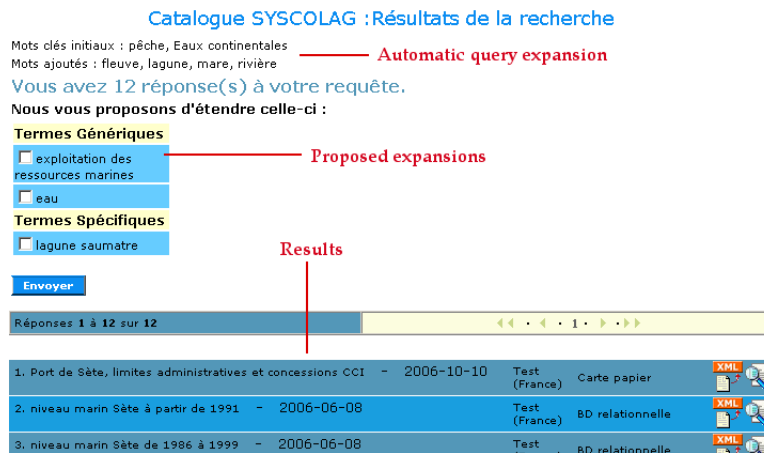 Catalogue SYSCOLAG :Résultats de la recherche
Mots clés initiaux : pêche, Eaux continentales
Automatic query expansion
Mots ajoutés : fleuve, lagune, mare, rivière
Vous avez 12 réponse(s) à votre requête.
Nous vous proposons d'étendre celle-ci :
Termes Génériques
exploitation des
ressources marines
Proposed expansions
eau
Termes Spécifiques
lagune saumatre
Results
Envoyer
Réponses 1 à 12 sur 12
· · 1 · ·
1. Port de Sète, limites administratives et concessions CCI - 2006-10-10 Test (France) Carte papier XML
2. niveau marin Sète à partir de 1991 - 2006-06-08 Test (France) BD relationnelle XML
3. niveau marin Sète de 1986 à 1999 - 2006-06-08 Test BD relationnelle XML